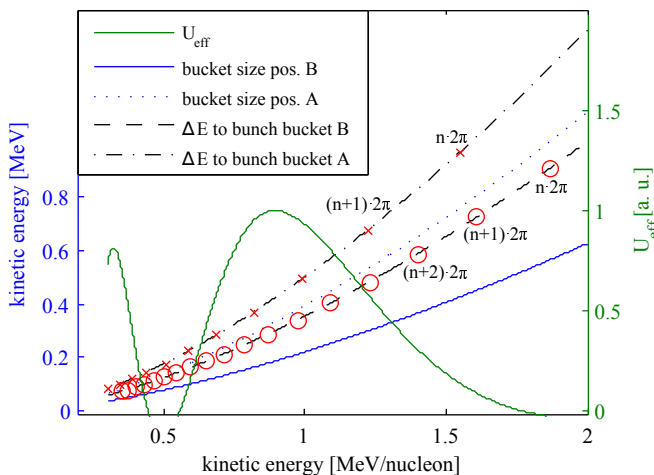 U_eff
bucket size pos. B
bucket size pos. A
ΔE to bunch bucket B
ΔE to bunch bucket A
n·2π
(n+1)·2π
n·2π
(n+1)·2π
(n+2)·2π
kinetic energy [MeV]
0.8
0.6
0.4
0.2
0
U_eff [a. u.]
1.5
1
0.5
0
0.5
1
1.5
2
kinetic energy [MeV/nucleon]